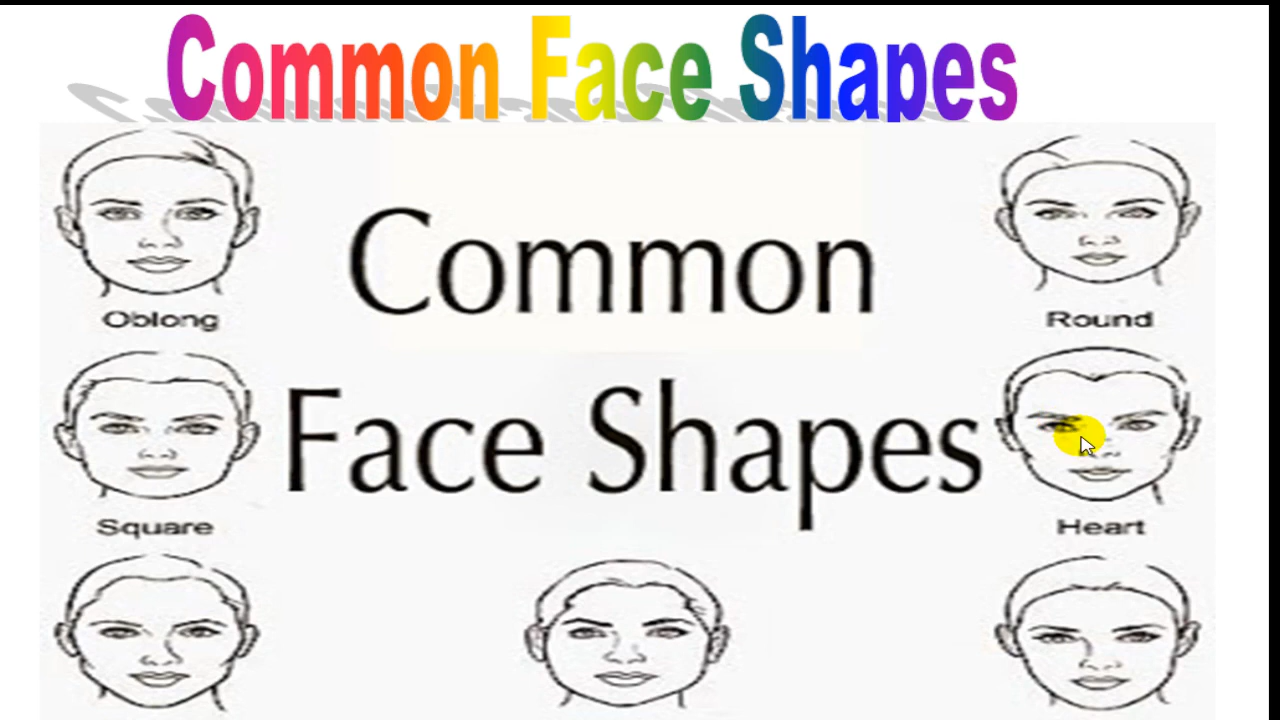 Common Face Shapes
Common
Face Shapes
Oblong
Round
Square
Heart